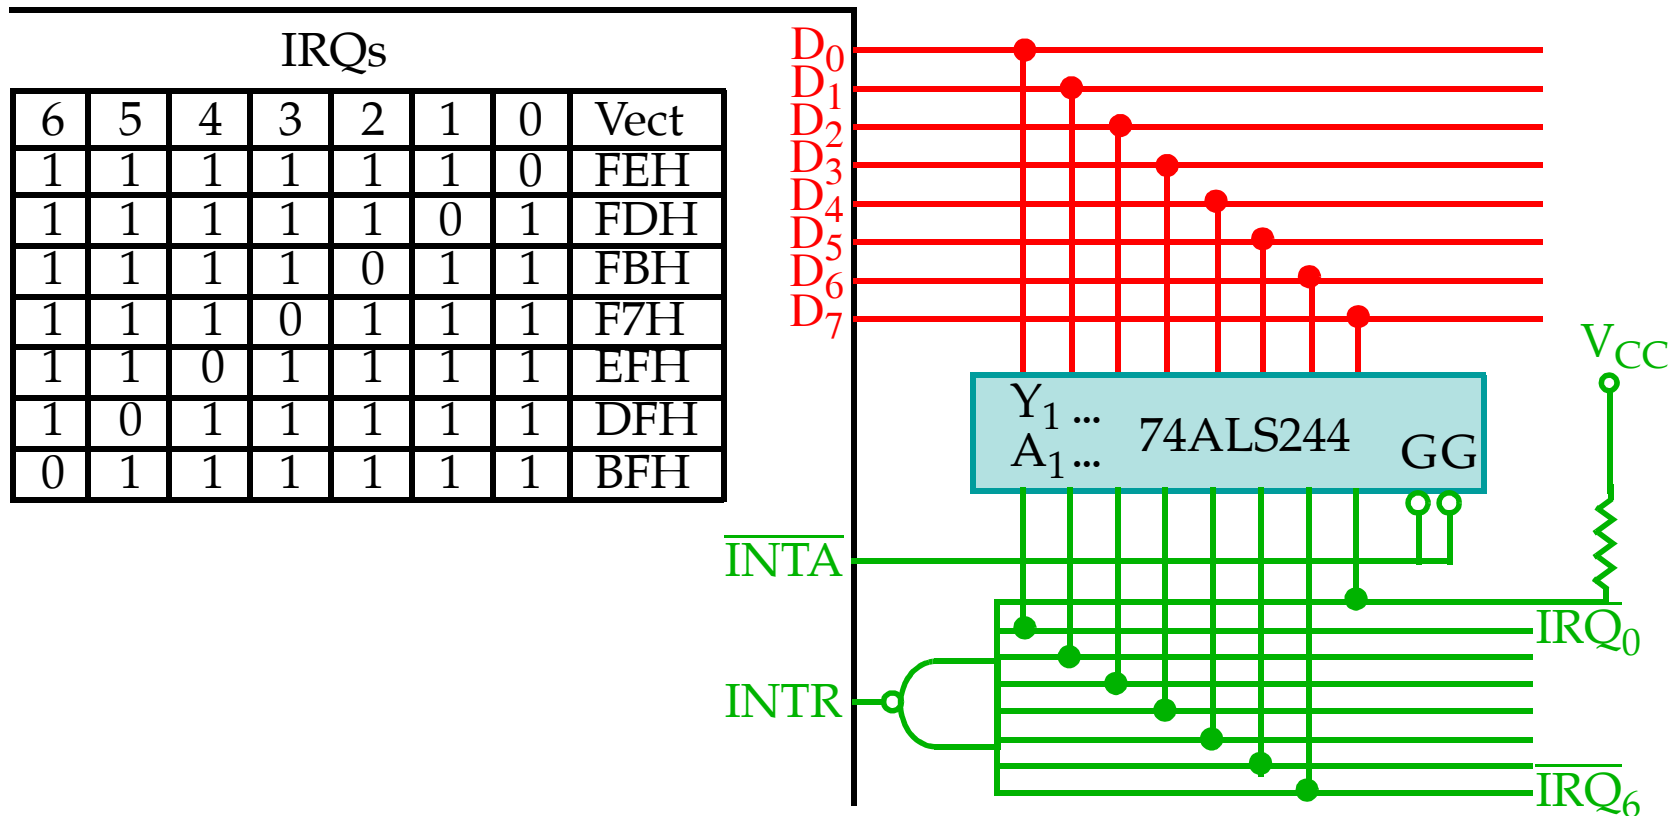 IRQs
6 5 4 3 2 1 0 Vect
1 1 1 1 1 1 0 FEH
1 1 1 1 1 0 1 FDH
1 1 1 1 0 1 1 FBH
1 1 1 0 1 1 1 F7H
1 1 0 1 1 1 1 EFH
1 0 1 1 1 1 1 DFH
0 1 1 1 1 1 1 BFH
D₀
D₁
D₂
D₃
D₄
D₅
D₆
D₇
V_CC
Y₁ ...
A₁ ...
74ALS244
GG
I̅N̅T̅A̅
I̅R̅Q̅₀
INTR
I̅R̅Q̅₆